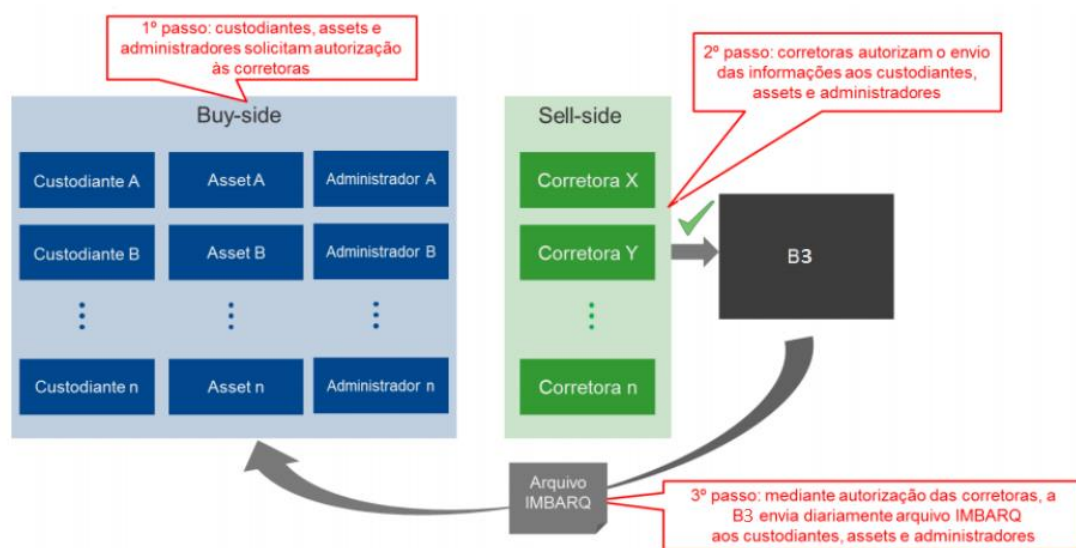 1º passo: custodiantes, assets e
administradores solicitam autorização
às corretoras
2º passo: corretoras autorizam o envio
das informações aos custodiantes,
assets e administradores
Buy-side
Sell-side
Custodiante A
Asset A
Administrador A
Corretora X
Custodiante B
Asset B
Administrador B
Corretora Y
B3
Custodiante n
Asset n
Administrador n
Corretora n
Arquivo
IMBARQ
3º passo: mediante autorização das corretoras, a
B3 envia diariamente arquivo IMBARQ
aos custodiantes, assets e administradores